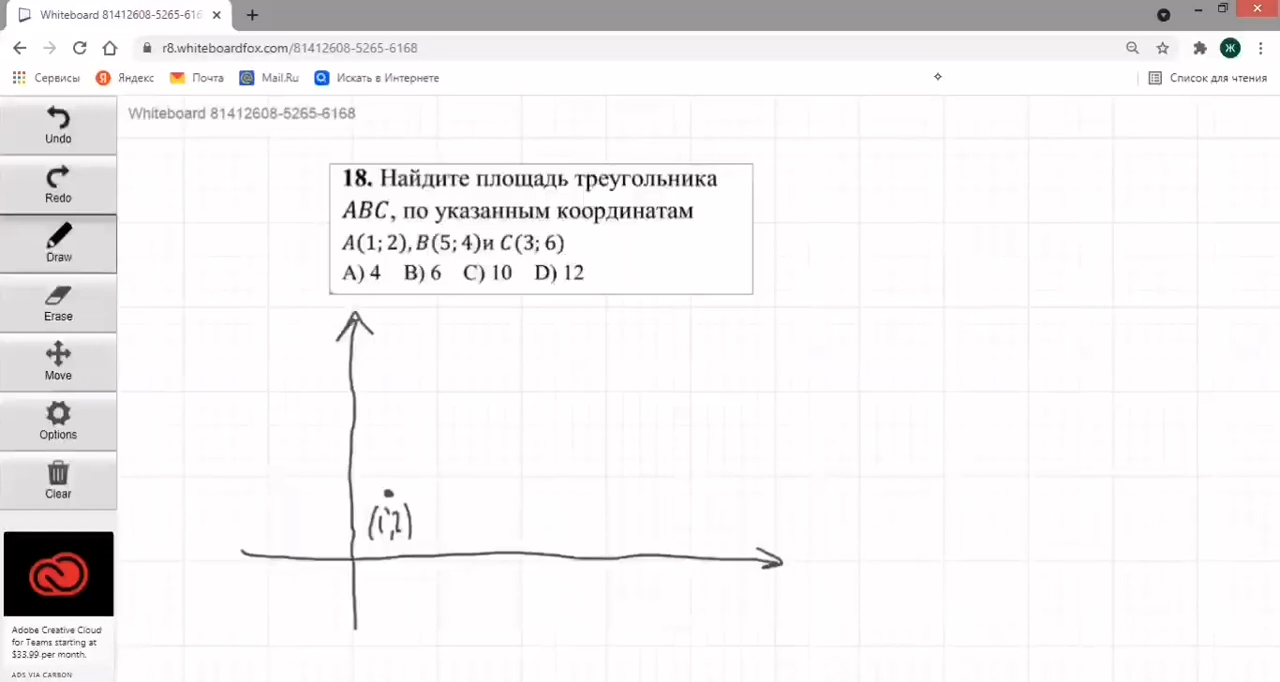 Whiteboard 81412608-5265-616
r8.whiteboardfox.com/81412608-5265-6168
Ж
Сервисы
Яндекс
Почта
Mail.Ru
Искать в Интернете
Список для чтения
Undo
Redo
Draw
Erase
Move
Options
Clear
Whiteboard 81412608-5265-6168
18. Найдите площадь треугольника
ABC, по указанным координатам
A(1; 2), B(5; 4)и C(3; 6)
A) 4 B) 6 C) 10 D) 12
(1;2)
Adobe Creative Cloud
for Teams starting at
$33.99 per month.
ADS VIA CARBON